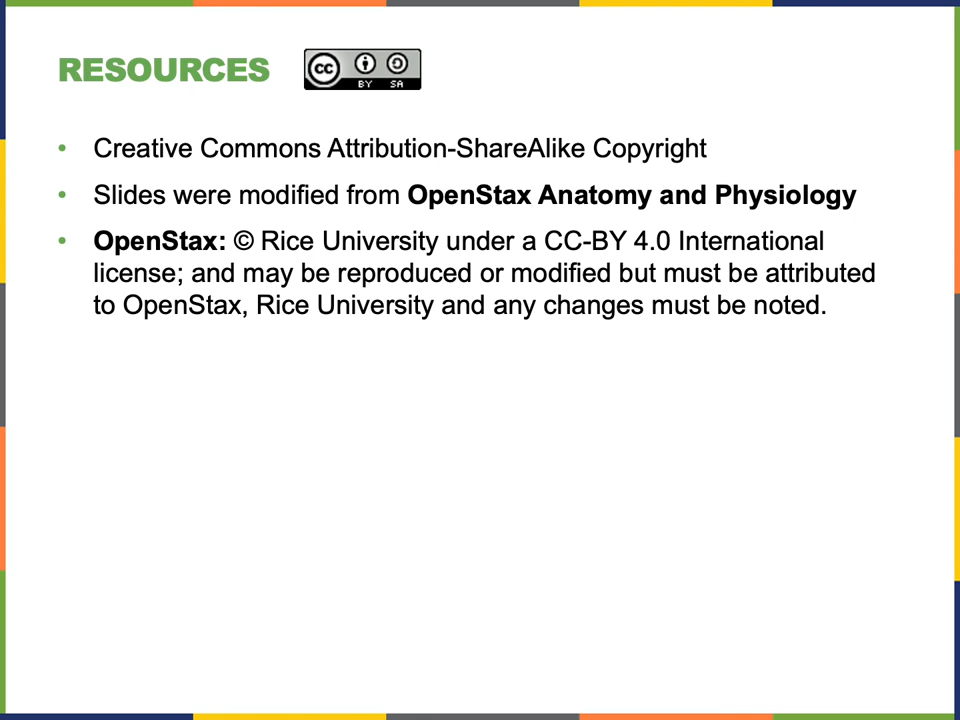 RESOURCES
cc BY SA
• Creative Commons Attribution-ShareAlike Copyright
• Slides were modified from OpenStax Anatomy and Physiology
• OpenStax: © Rice University under a CC-BY 4.0 International
license; and may be reproduced or modified but must be attributed
to OpenStax, Rice University and any changes must be noted.